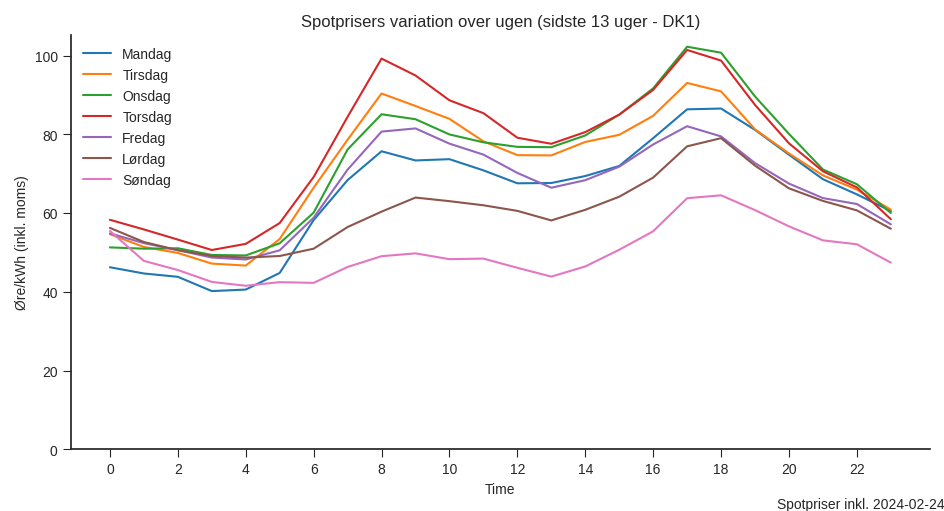 Spotprisers variation over ugen (sidste 13 uger - DK1)
Øre/kWh (inkl. moms)
100
80
60
40
20
0
Mandag
Tirsdag
Onsdag
Torsdag
Fredag
Lørdag
Søndag
0 2 4 6 8 10 12 14 16 18 20 22
Time
Spotpriser inkl. 2024-02-24